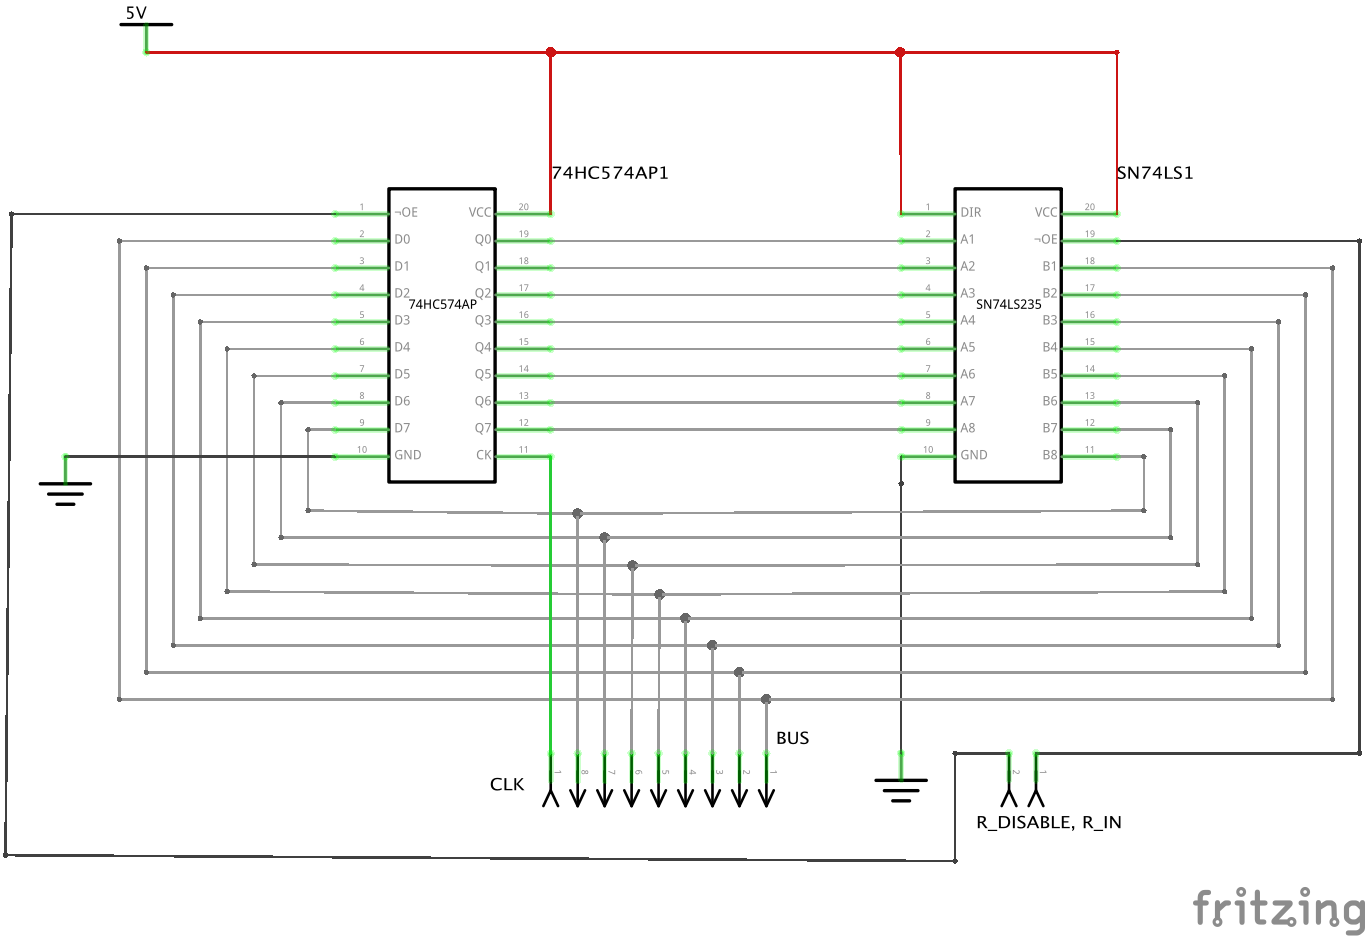 5V
74HC574AP1
SN74LS1
1 ¬OE VCC 20
2 D0 Q0 19
3 D1 Q1 18
4 D2 Q2 17
74HC574AP
5 D3 Q3 16
6 D4 Q4 15
7 D5 Q5 14
8 D6 Q6 13
9 D7 Q7 12
10 GND CK 11
1 DIR VCC 20
2 A1 ¬OE 19
3 A2 B1 18
4 A3 B2 17
SN74LS235
5 A4 B3 16
6 A5 B4 15
7 A6 B5 14
8 A7 B6 13
9 A8 B7 12
10 GND B8 11
BUS
1 8 7 6 5 4 3 2 1
2 1
CLK
R_DISABLE, R_IN
fritzing